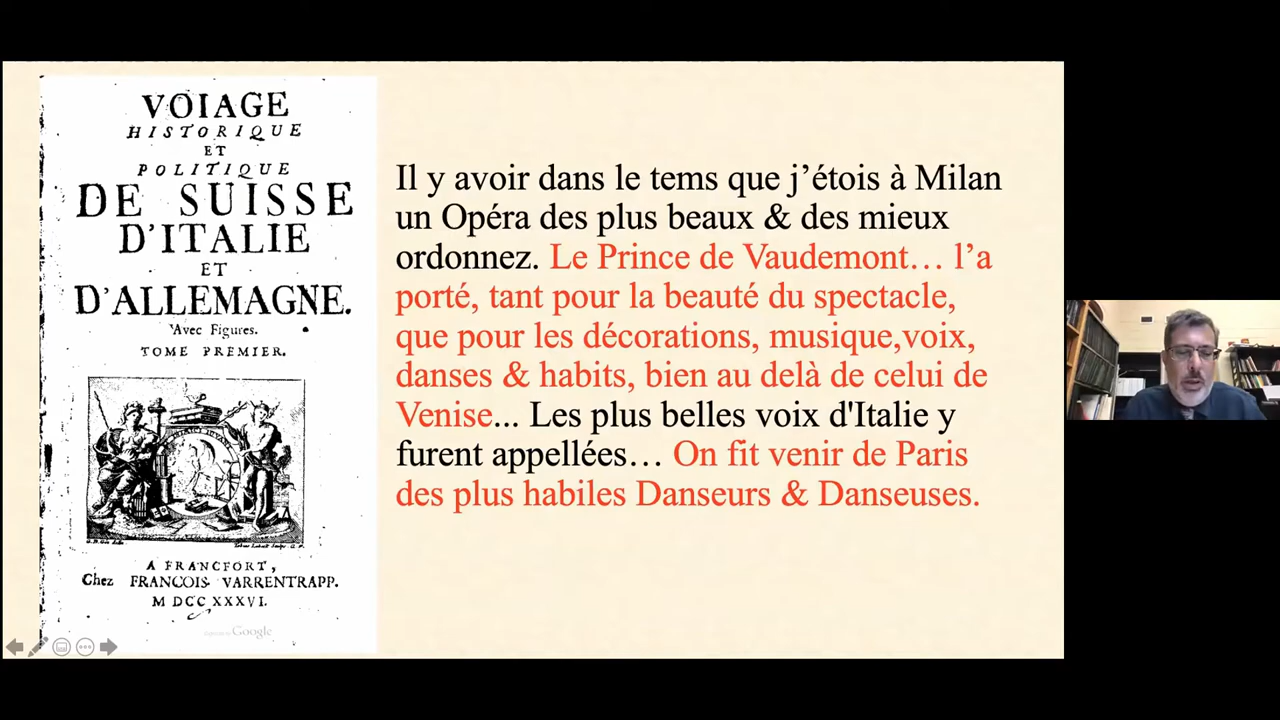 VOIAGE
HISTORIQUE
ET
POLITIQUE
DE SUISSE
D'ITALIE
ET
D'ALLEMAGNE.
Avec Figures.
TOME PREMIER.
A FRANCFORT,
Chez FRANCOIS VARRENTRAPP.
M DCC XXXVI.
Google
Il y avoir dans le tems que j’étois à Milan
un Opéra des plus beaux & des mieux
ordonnez. Le Prince de Vaudemont… l’a
porté, tant pour la beauté du spectacle,
que pour les décorations, musique,voix,
danses & habits, bien au delà de celui de
Venise... Les plus belles voix d'Italie y
furent appellées… On fit venir de Paris
des plus habiles Danseurs & Danseuses.